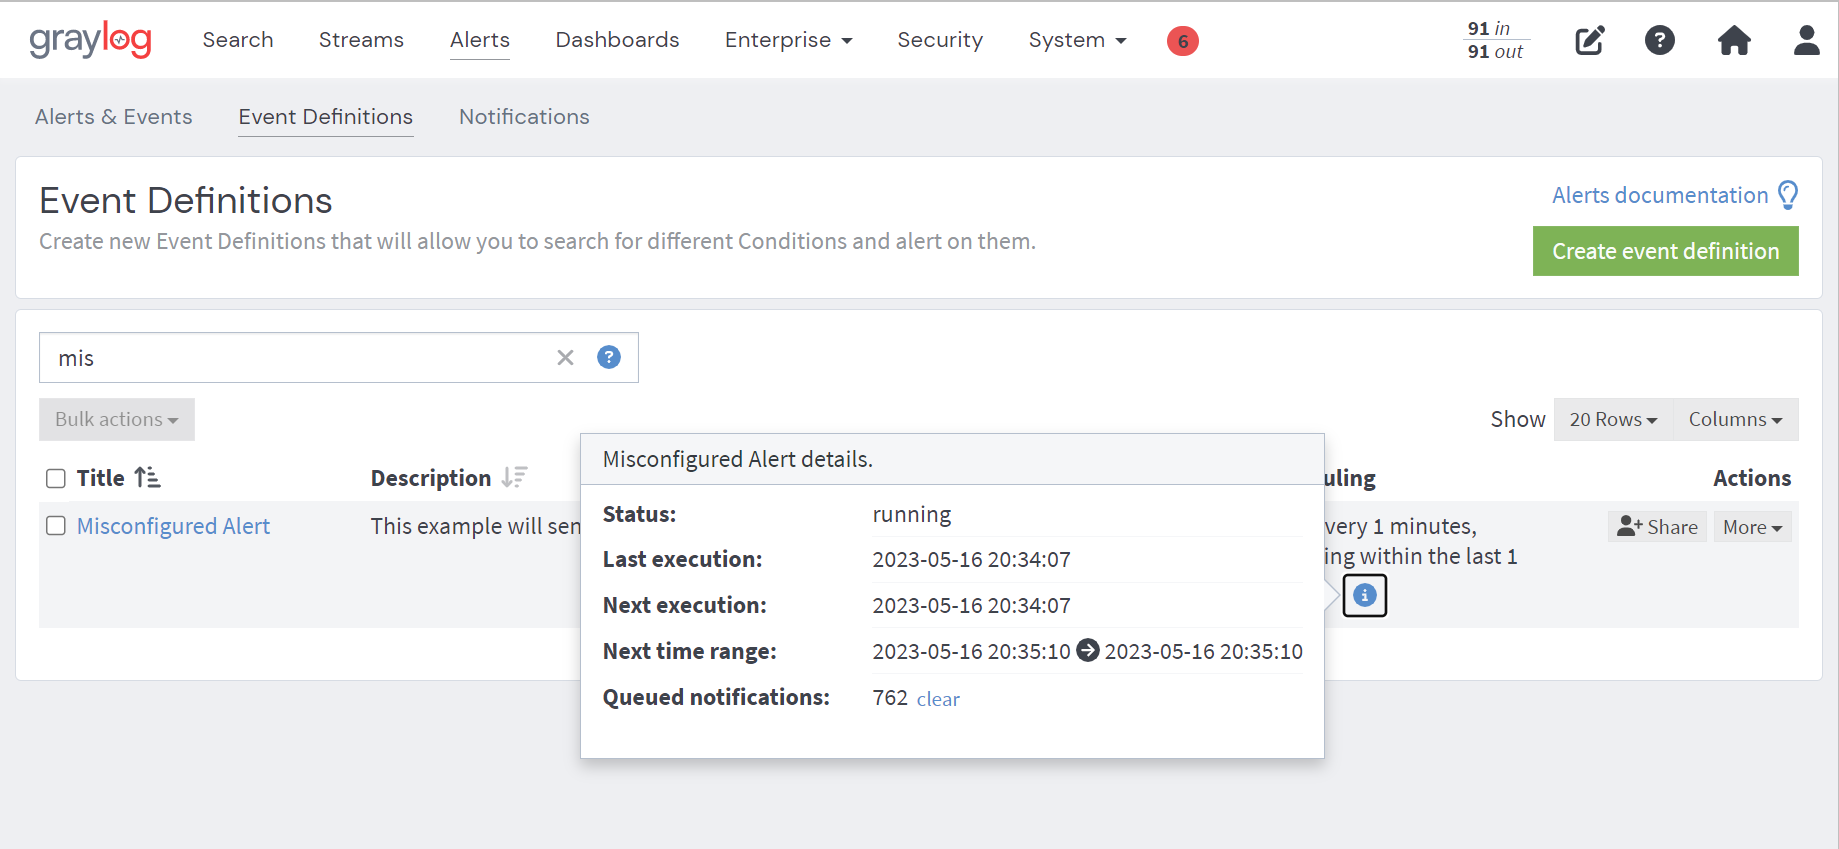 graylog Search Streams Alerts Dashboards Enterprise Security System 6 91 in
91 out
Alerts & Events Event Definitions Notifications
Event Definitions
Alerts documentation
Create new Event Definitions that will allow you to search for different Conditions and alert on them.
Create event definition
mis
Bulk actions
Show 20 Rows Columns
Title Description uling Actions
Misconfigured Alert This example will sen very 1 minutes, Share More
ing within the last 1
Misconfigured Alert details.
Status: running
Last execution: 2023-05-16 20:34:07
Next execution: 2023-05-16 20:34:07
Next time range: 2023-05-16 20:35:10 2023-05-16 20:35:10
Queued notifications: 762 clear